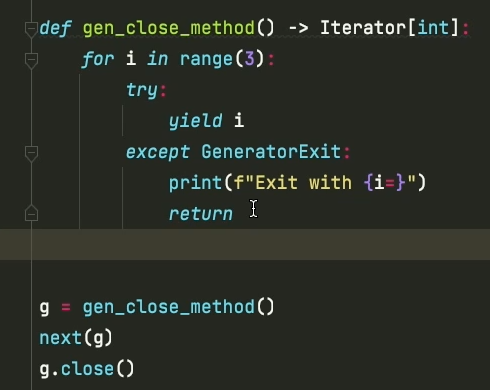 def gen_close_method() -> Iterator[int]:
    for i in range(3):
        try:
            yield i
        except GeneratorExit:
            print(f"Exit with {i=}")
            return
g = gen_close_method()
next(g)
g.close()